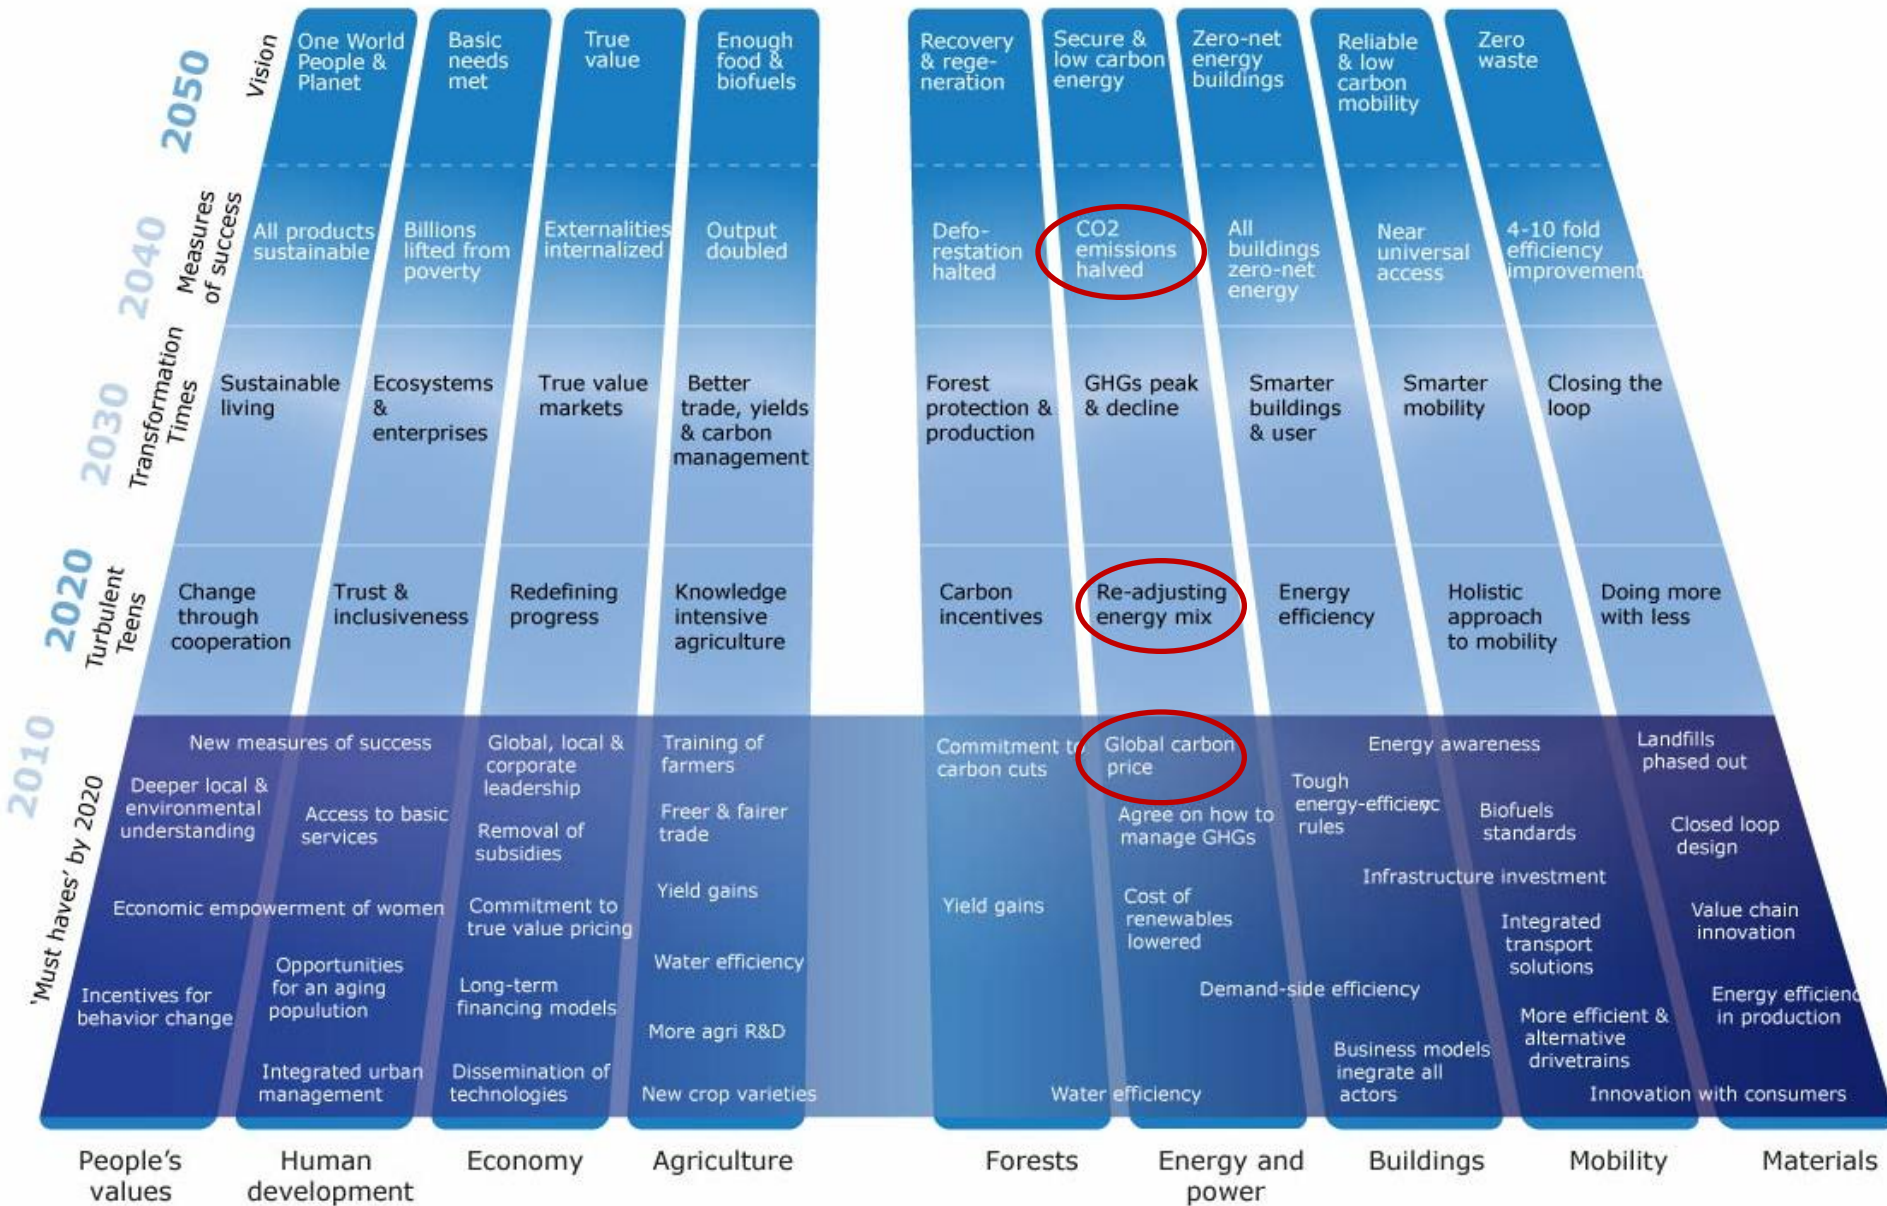 2050
Vision
One World
People &
Planet
Basic
needs
met
True
value
Enough
food &
biofuels
Recovery
& rege-
neration
Secure &
low carbon
energy
Zero-net
energy
buildings
Reliable
& low
carbon
mobility
Zero
waste
2040
Measures
of success
All products
sustainable
Billions
lifted from
poverty
Externalities
internalized
Output
doubled
Defo-
restation
halted
CO2
emissions
halved
All
buildings
zero-net
energy
Near
universal
access
4-10 fold
efficiency
improvement
2030
Transformation
Times
Sustainable
living
Ecosystems
&
enterprises
True value
markets
Better
trade, yields
& carbon
management
Forest
protection &
production
GHGs peak
& decline
Smarter
buildings
& user
Smarter
mobility
Closing the
loop
2020
Turbulent
Teens
Change
through
cooperation
Trust &
inclusiveness
Redefining
progress
Knowledge
intensive
agriculture
Carbon
incentives
Re-adjusting
energy mix
Energy
efficiency
Holistic
approach
to mobility
Doing more
with less
2010
'Must haves' by 2020
New measures of success
Deeper local &
environmental
understanding
Access to basic
services
Economic empowerment of women
Opportunities
for an aging
popululution
Incentives for
behavior change
Integrated urban
management
Global, local &
corporate
leadership
Removal of
subsidies
Commitment to
true value pricing
Long-term
financing models
Dissemination of
technologies
Training of
farmers
Freer & fairer
trade
Yield gains
Water efficiency
More agri R&D
New crop varieties
Commitment to
carbon cuts
Yield gains
Water efficiency
Global carbon
price
Agree on how to
manage GHGs
Cost of
renewables
lowered
Demand-side efficiency
Energy awareness
Tough
energy-efficienyc
rules
Infrastructure investment
Business models
inegrate all
actors
Biofuels
standards
Integrated
transport
solutions
More efficient &
alternative
drivetrains
Innovation with consumers
Landfills
phased out
Closed loop
design
Value chain
innovation
Energy efficienc
in production
People's
values
Human
development
Economy
Agriculture
Forests
Energy and
power
Buildings
Mobility
Materials